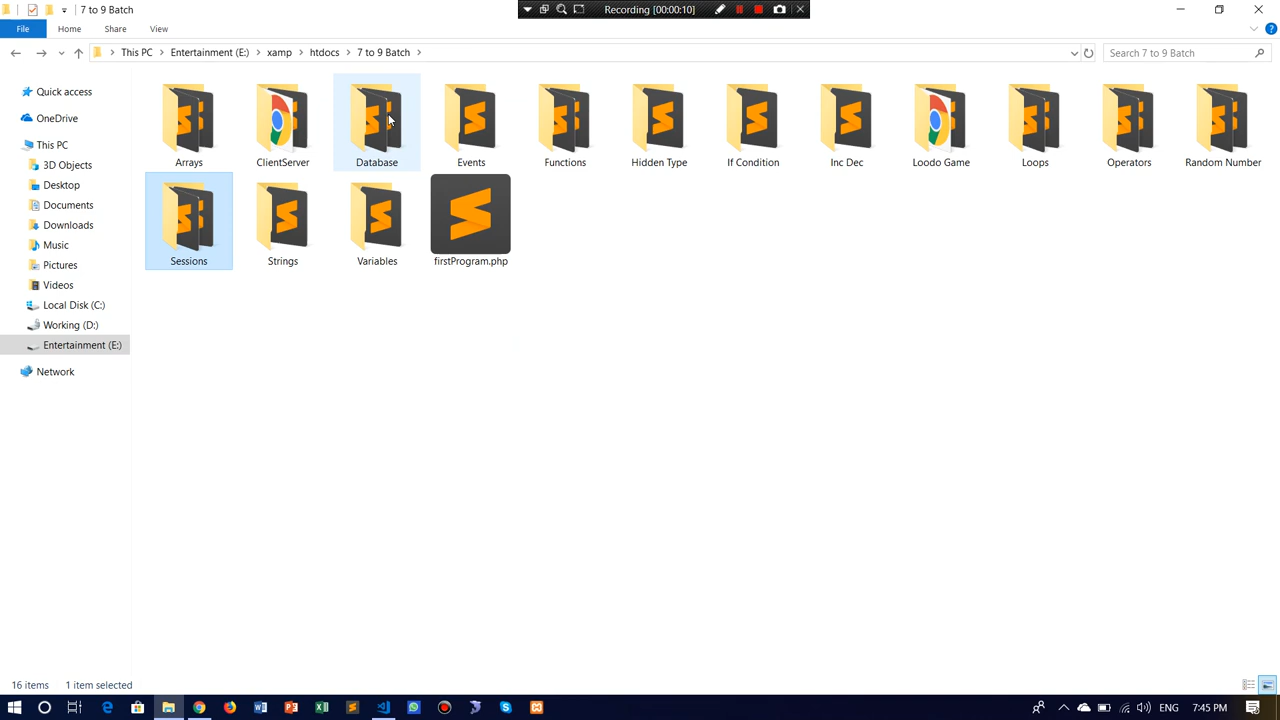 7 to 9 Batch
Recording [00:00:10]
File Home Share View
This PC Entertainment (E:) xamp htdocs 7 to 9 Batch
Search 7 to 9 Batch
Quick access
OneDrive
This PC
3D Objects
Desktop
Documents
Downloads
Music
Pictures
Videos
Local Disk (C:)
Working (D:)
Entertainment (E:)
Network
Arrays ClientServer Database Events Functions Hidden Type If Condition Inc Dec Loodo Game Loops Operators Random Number
Sessions Strings Variables firstProgram.php
16 items 1 item selected
ENG 7:45 PM